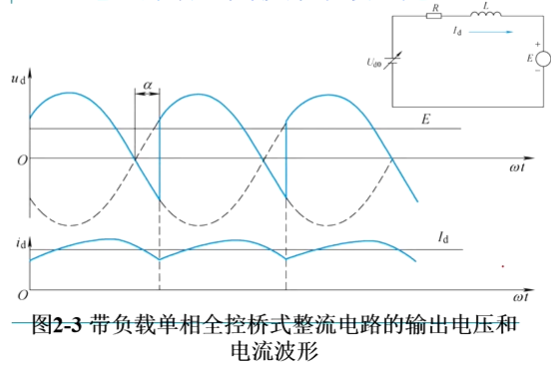 R
L
I_d
U_d0
+
E
−
u_d
α
E
O
ωt
i_d
I_d
O
ωt
图2-3 带负载单相全控桥式整流电路的输出电压和
电流波形